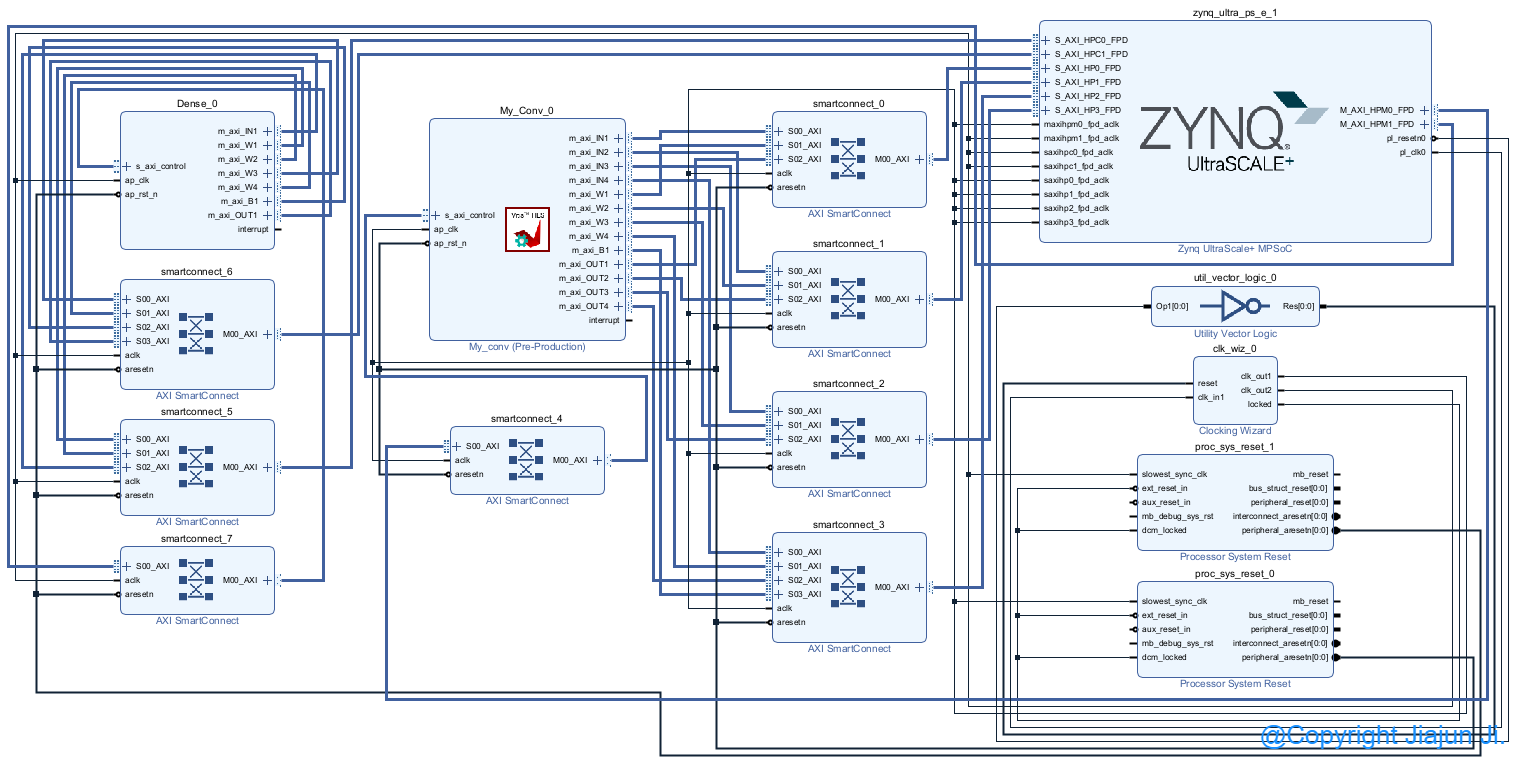 zynq_ultra_ps_e_1
S_AXI_HPC0_FPD
S_AXI_HPC1_FPD
S_AXI_HP0_FPD
S_AXI_HP1_FPD
S_AXI_HP2_FPD
S_AXI_HP3_FPD
maxihpm0_fpd_aclk
maxihpm1_fpd_aclk
saxihpc0_fpd_aclk
saxihpc1_fpd_aclk
saxihp0_fpd_aclk
saxihp1_fpd_aclk
saxihp2_fpd_aclk
saxihp3_fpd_aclk
ZYNQ®
UltraSCALE+
M_AXI_HPM0_FPD
M_AXI_HPM1_FPD
pl_resetn0
pl_clk0
Zynq UltraScale+ MPSoC
Dense_0
s_axi_control
ap_clk
ap_rst_n
m_axi_IN1
m_axi_W1
m_axi_W2
m_axi_W3
m_axi_W4
m_axi_B1
m_axi_OUT1
interrupt
My_Conv_0
s_axi_control
ap_clk
ap_rst_n
m_axi_IN1
m_axi_IN2
m_axi_IN3
m_axi_IN4
m_axi_W1
m_axi_W2
m_axi_W3
m_axi_W4
m_axi_B1
m_axi_OUT1
m_axi_OUT2
m_axi_OUT3
m_axi_OUT4
interrupt
My_conv (Pre-Production)
smartconnect_0
S00_AXI
S01_AXI
S02_AXI
aclk
aresetn
M00_AXI
AXI SmartConnect
smartconnect_1
S00_AXI
S01_AXI
S02_AXI
aclk
aresetn
M00_AXI
AXI SmartConnect
smartconnect_2
S00_AXI
S01_AXI
S02_AXI
aclk
aresetn
M00_AXI
AXI SmartConnect
smartconnect_3
S00_AXI
S01_AXI
S02_AXI
S03_AXI
aclk
aresetn
M00_AXI
AXI SmartConnect
smartconnect_6
S00_AXI
S01_AXI
S02_AXI
S03_AXI
aclk
aresetn
M00_AXI
AXI SmartConnect
smartconnect_5
S00_AXI
S01_AXI
S02_AXI
aclk
aresetn
M00_AXI
AXI SmartConnect
smartconnect_7
S00_AXI
aclk
aresetn
M00_AXI
AXI SmartConnect
smartconnect_4
S00_AXI
aclk
aresetn
M00_AXI
AXI SmartConnect
util_vector_logic_0
Op1[0:0]
Res[0:0]
Utility Vector Logic
clk_wiz_0
reset
clk_in1
clk_out1
clk_out2
locked
Clocking Wizard
proc_sys_reset_1
slowest_sync_clk
ext_reset_in
aux_reset_in
mb_debug_sys_rst
dcm_locked
mb_reset
bus_struct_reset[0:0]
peripheral_reset[0:0]
interconnect_aresetn[0:0]
peripheral_aresetn[0:0]
Processor System Reset
proc_sys_reset_0
slowest_sync_clk
ext_reset_in
aux_reset_in
mb_debug_sys_rst
dcm_locked
mb_reset
bus_struct_reset[0:0]
peripheral_reset[0:0]
interconnect_aresetn[0:0]
peripheral_aresetn[0:0]
Processor System Reset
@Copyright Jiajun Ji.